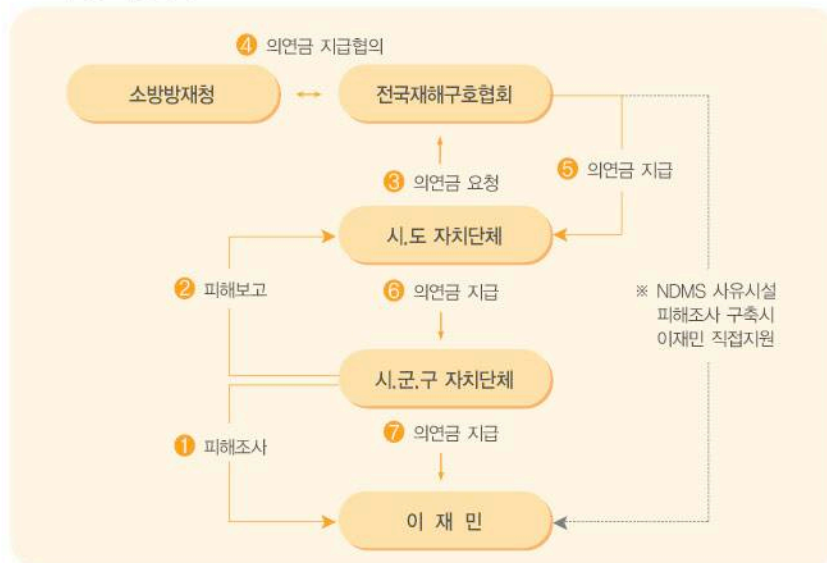 ④ 의연금 지급협의
소방방재청 ↔ 전국재해구호협회
③ 의연금 요청
⑤ 의연금 지급
시.도 자치단체
② 피해보고
⑥ 의연금 지급
※ NDMS 사유시설
피해조사 구축시
이재민 직접지원
시.군.구 자치단체
① 피해조사
⑦ 의연금 지급
이 재 민